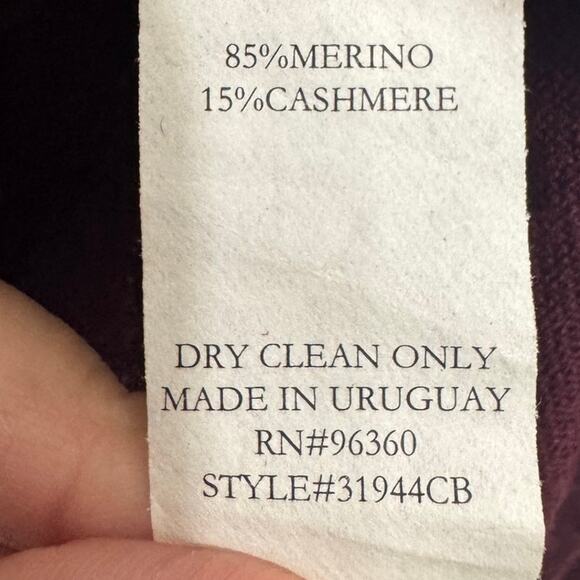 85%MERINO
15%CASHMERE
DRY CLEAN ONLY
MADE IN URUGUAY
RN#96360
STYLE#31944CB